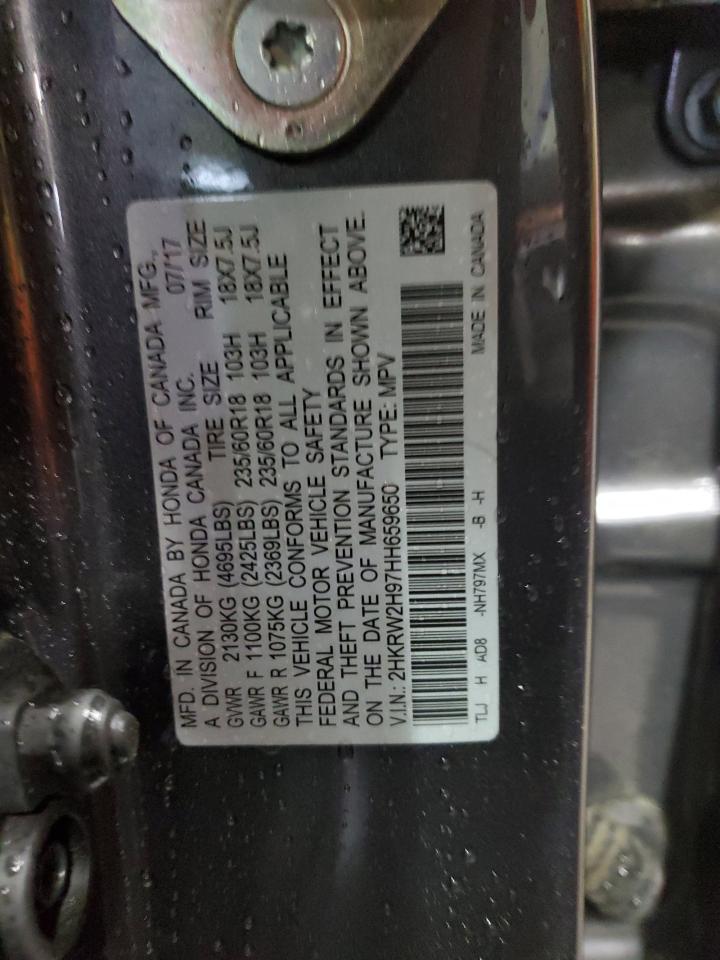 MFD. IN CANADA BY HONDA OF CANADA MFG.,
A DIVISION OF HONDA CANADA INC. 07/17
TIRE SIZE RIM SIZE
GVWR 2130KG (4695LBS)
GAWR F 1100KG (2425LBS) 235/60R18 103H 18X7.5J
GAWR R 1075KG (2369LBS) 235/60R18 103H 18X7.5J
THIS VEHICLE CONFORMS TO ALL APPLICABLE
FEDERAL MOTOR VEHICLE SAFETY
AND THEFT PREVENTION STANDARDS IN EFFECT
ON THE DATE OF MANUFACTURE SHOWN ABOVE.
V.I.N.: 2HKRW2H97HH659650 TYPE: MPV
TLJ H AD8 -NH797MX -B -H MADE IN CANADA